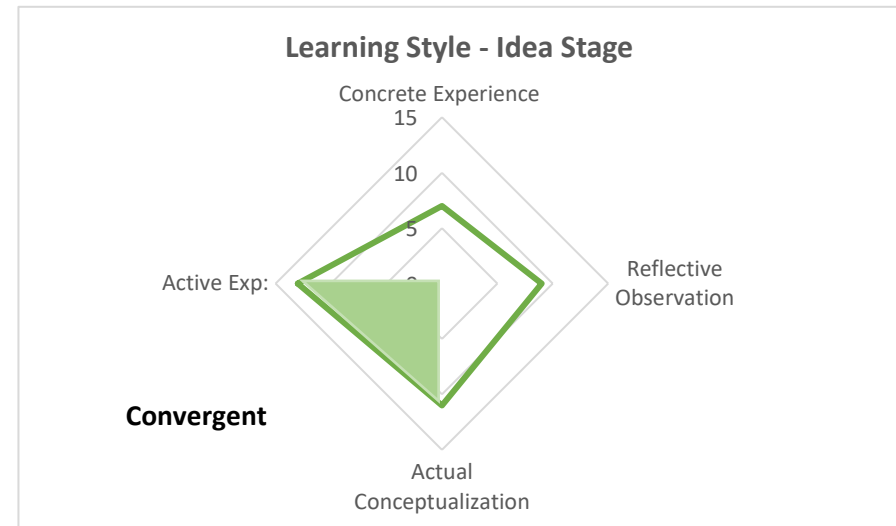 Learning Style - Idea Stage
Concrete Experience
15
10
5
Active Exp:
Reflective
Observation
Convergent
Actual
Conceptualization